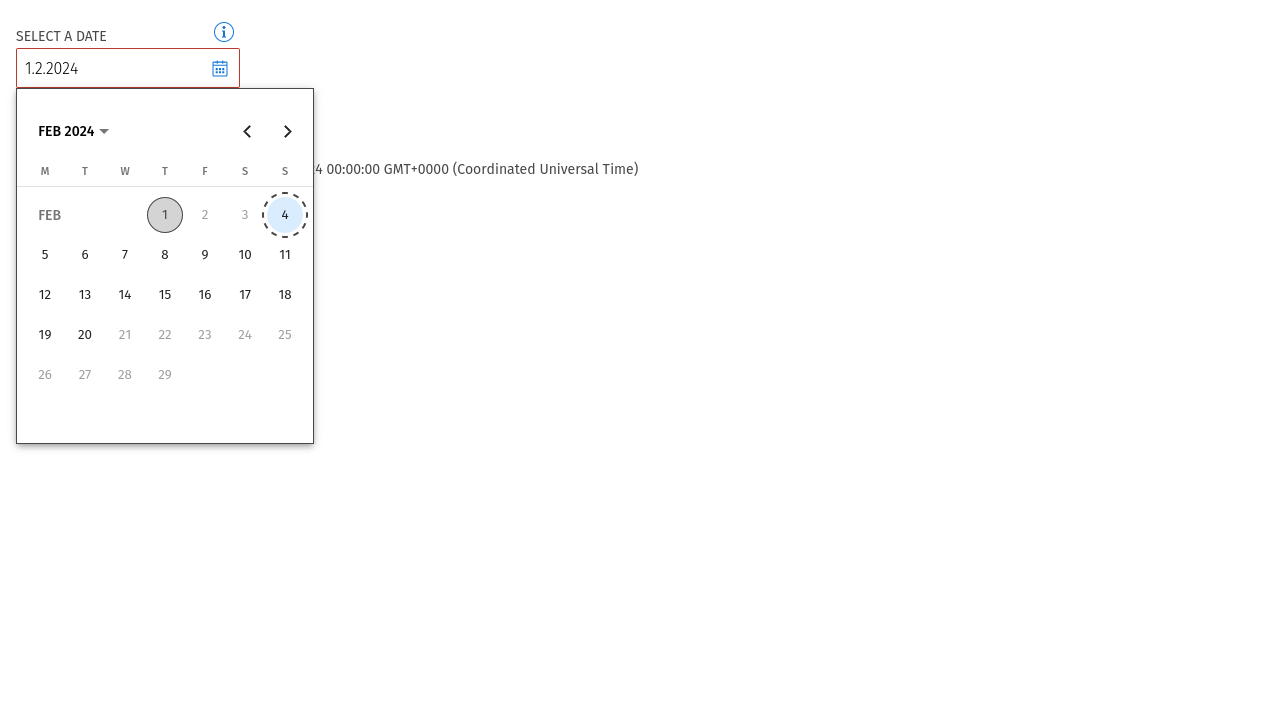 SELECT A DATE
1.2.2024
FEB 2024
M T W T F S S
4 00:00:00 GMT+0000 (Coordinated Universal Time)
FEB 1 2 3 4
5 6 7 8 9 10 11
12 13 14 15 16 17 18
19 20 21 22 23 24 25
26 27 28 29